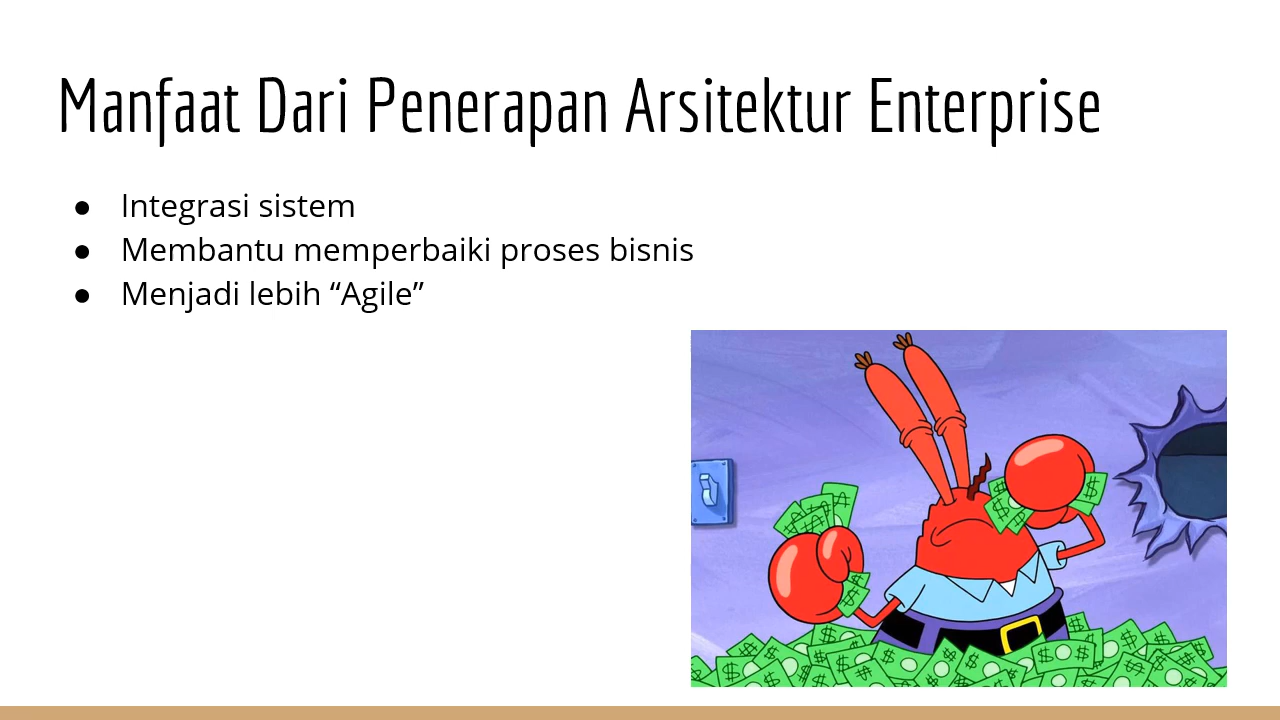 Manfaat Dari Penerapan Arsitektur Enterprise
● Integrasi sistem
● Membantu memperbaiki proses bisnis
● Menjadi lebih “Agile”